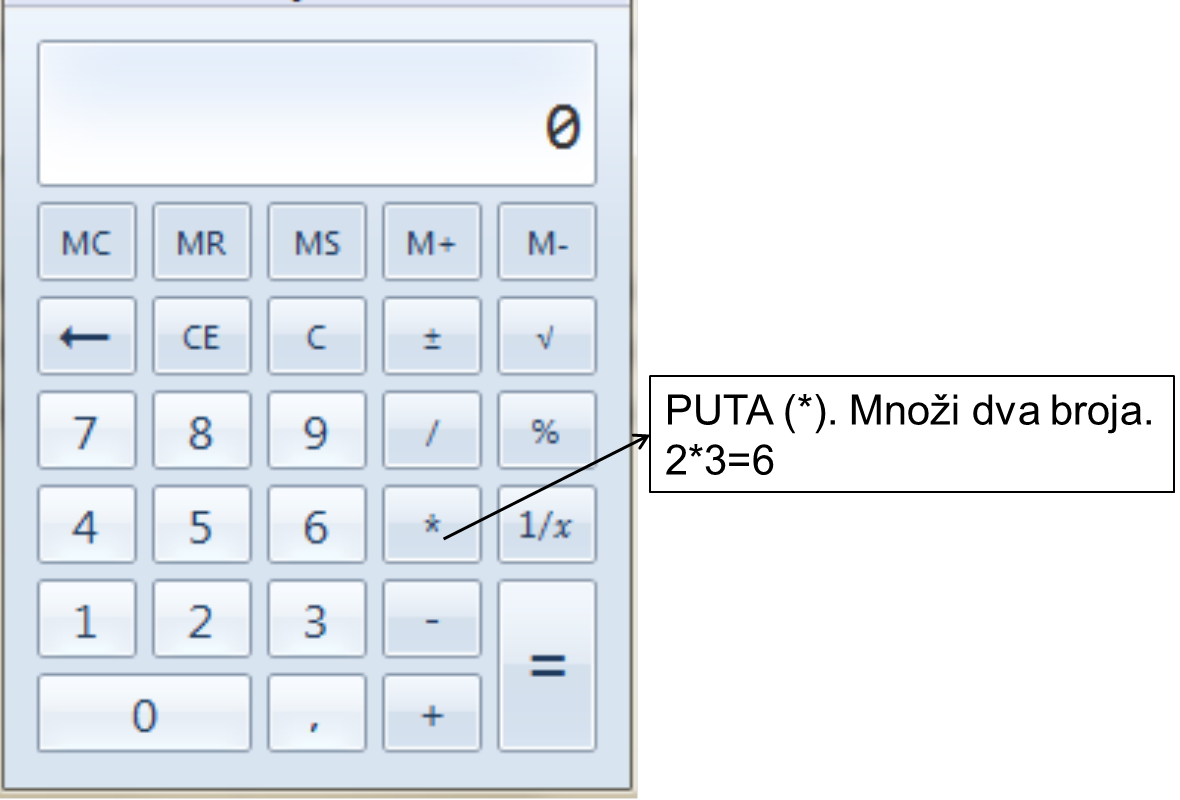 0
MC MR MS M+ M-
← CE C ± √
7 8 9 / %
PUTA (*). Množi dva broja.
2*3=6
4 5 6 * 1/x
1 2 3 - =
0 , +